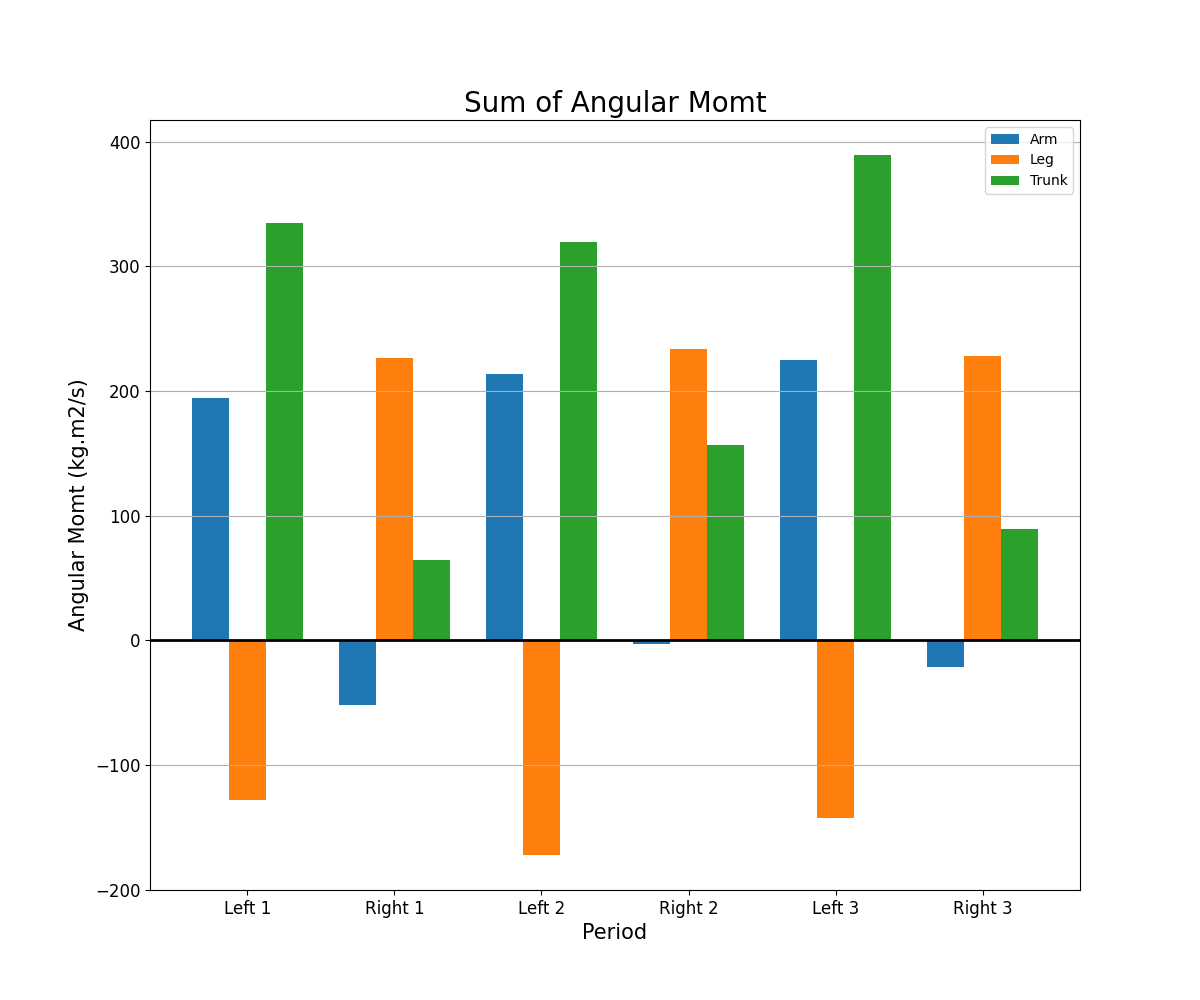 Sum of Angular Momt
Arm
Leg
Trunk
400
300
200
100
0
−100
−200
Angular Momt (kg.m2/s)
Left 1 Right 1 Left 2 Right 2 Left 3 Right 3
Period